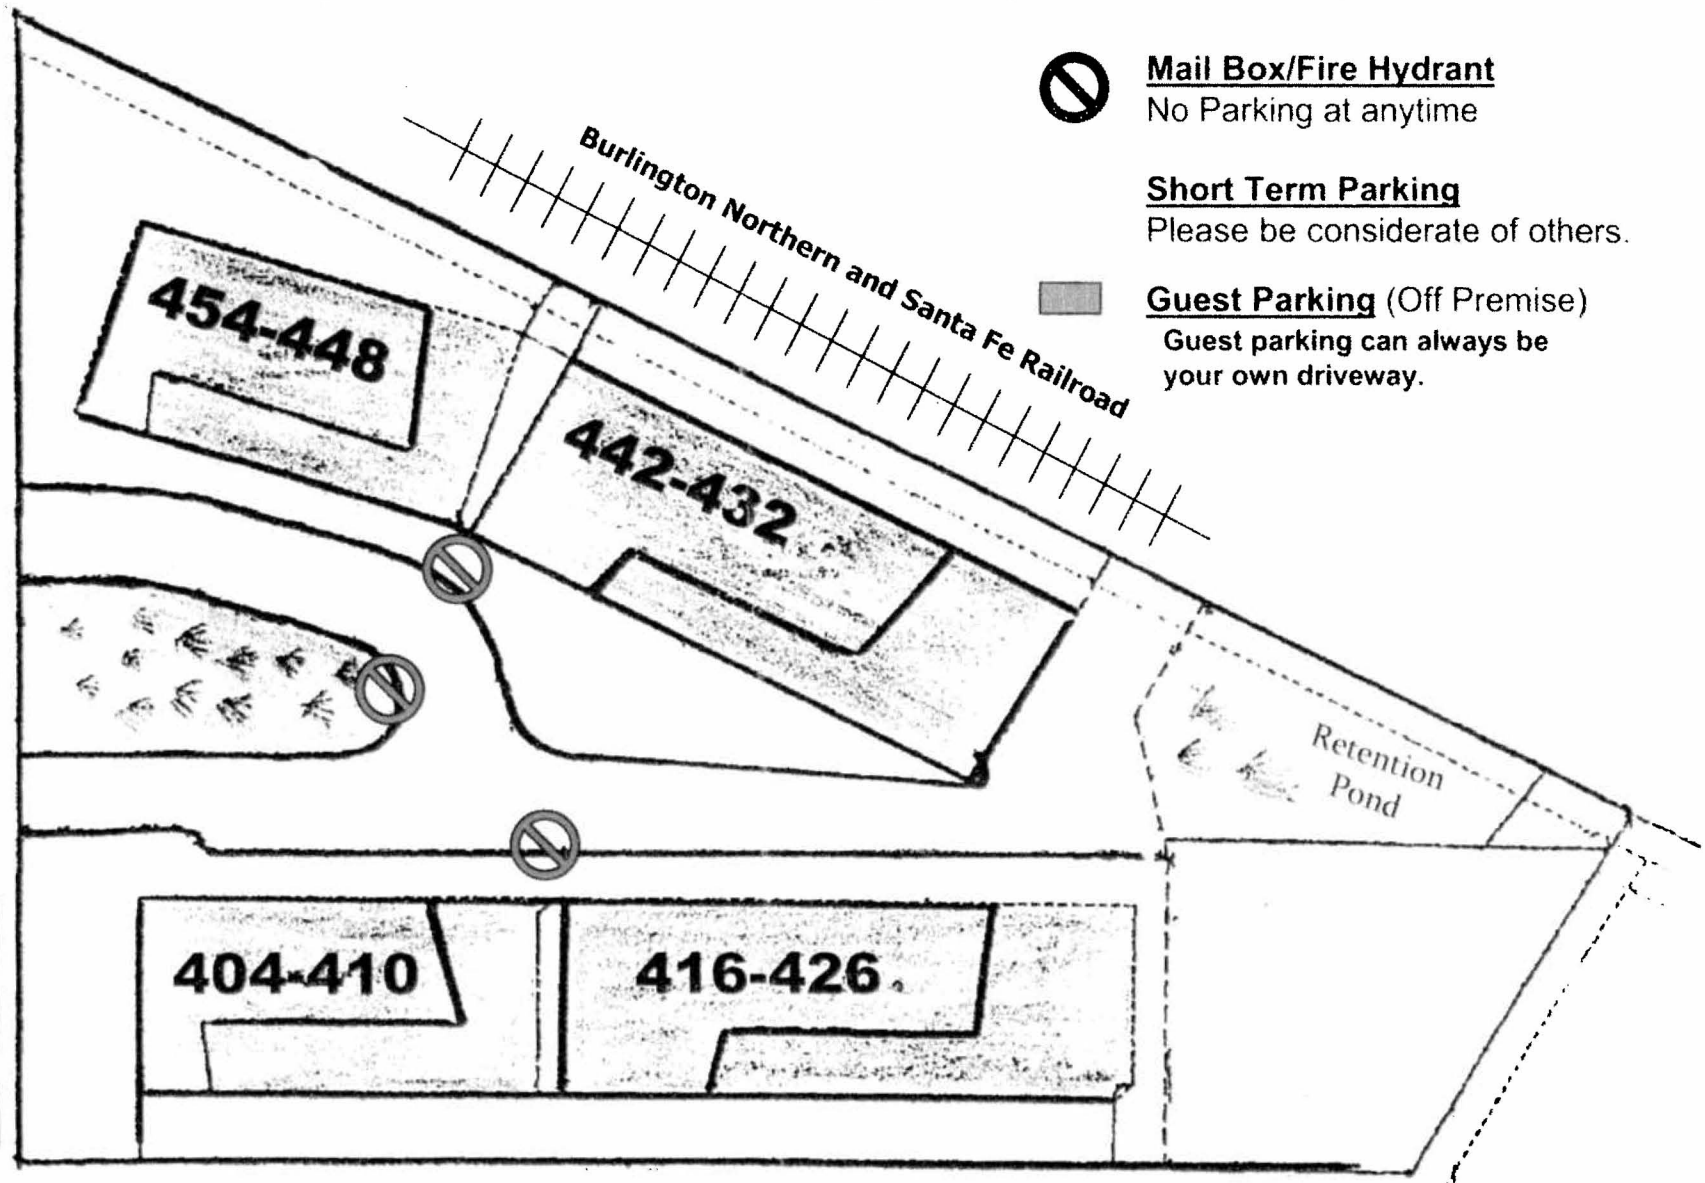 Mail Box/Fire Hydrant
No Parking at anytime
Short Term Parking
Please be considerate of others.
Guest Parking (Off Premise)
Guest parking can always be
your own driveway.
Burlington Northern and Santa Fe Railroad
454-448
442-432
Retention
Pond
404-410
416-426